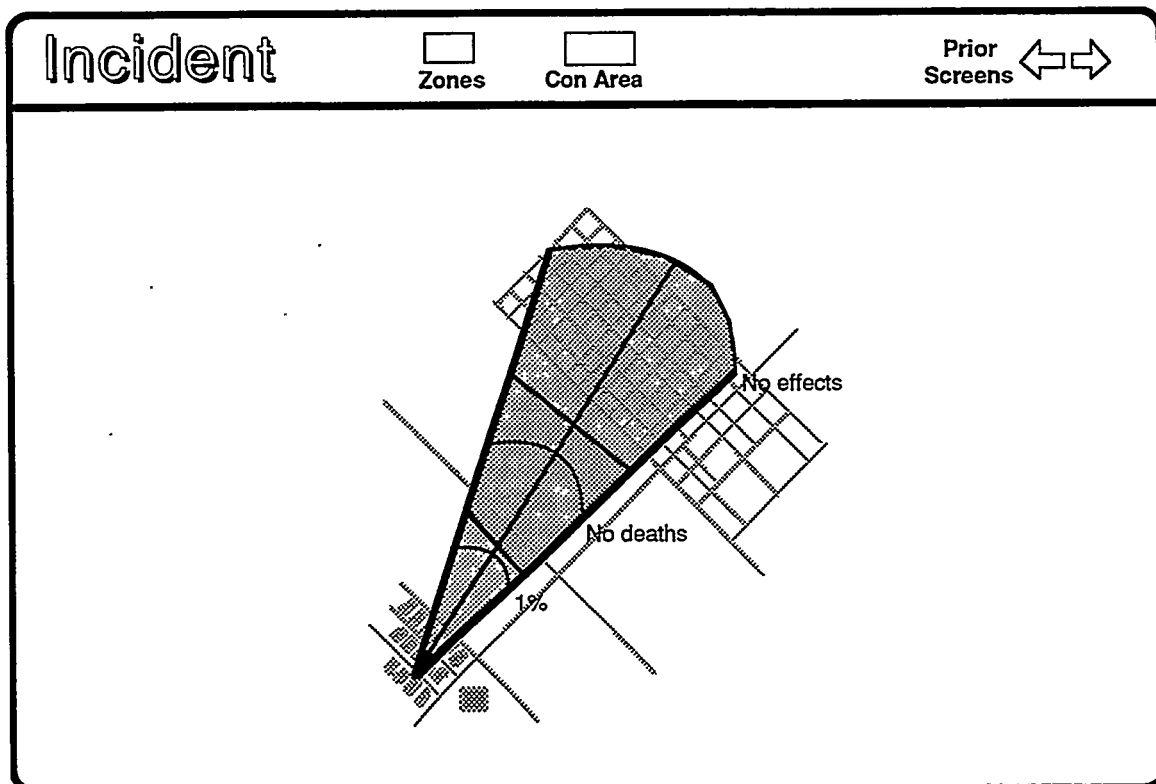 Incident
Zones
Con Area
Prior
Screens
No effects
No deaths
1%